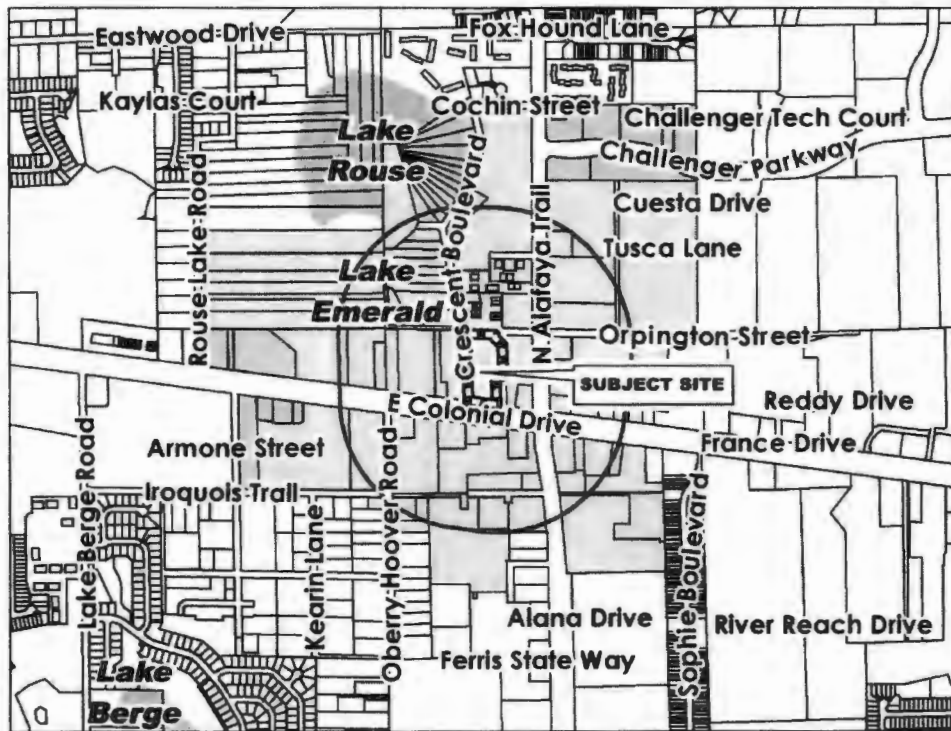 Eastwood Drive
Fox Hound Lane
Kaylas Court
Cochin Street
Challenger Tech Court
Lake
Rouse
Challenger Parkway
Rouse Lake Road
Crescent Boulevard
N Alafaya Trail
Cuesta Drive
Tusca Lane
Lake
Emerald
Orpington Street
SUBJECT SITE
E Colonial Drive
Reddy Drive
France Drive
Armone Street
Lake Berge Road
Iroquois Trail
Kearin Lane
Oberry Hoover Road
Sophie Boulevard
Alana Drive
River Reach Drive
Ferris State Way
Lake
Berge